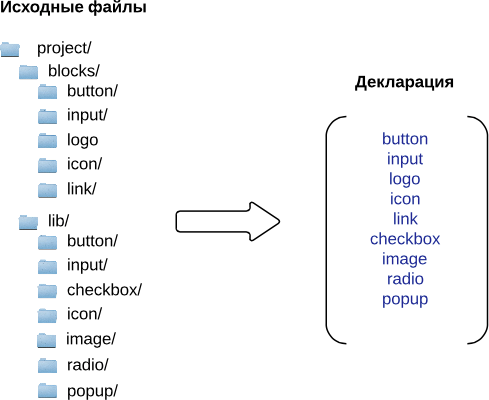 Исходные файлы
project/
blocks/
button/
input/
logo
icon/
link/
lib/
button/
input/
checkbox/
icon/
image/
radio/
popup/
Декларация
button
input
logo
icon
link
checkbox
image
radio
popup